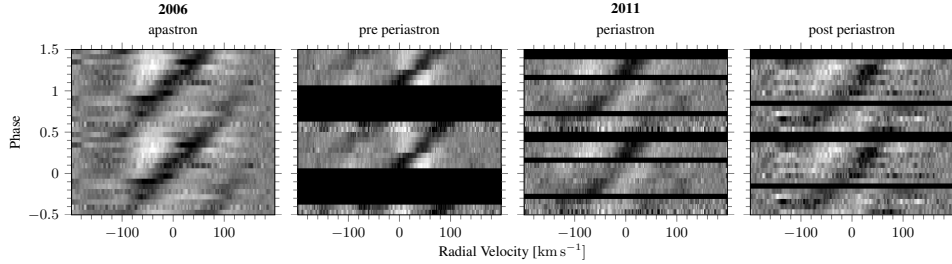 2006
2011
apastron
pre periastron
periastron
post periastron
1.5
1
0.5
0
−0.5
Phase
−100 0 100
−100 0 100
−100 0 100
−100 0 100
Radial Velocity [km s⁻¹]